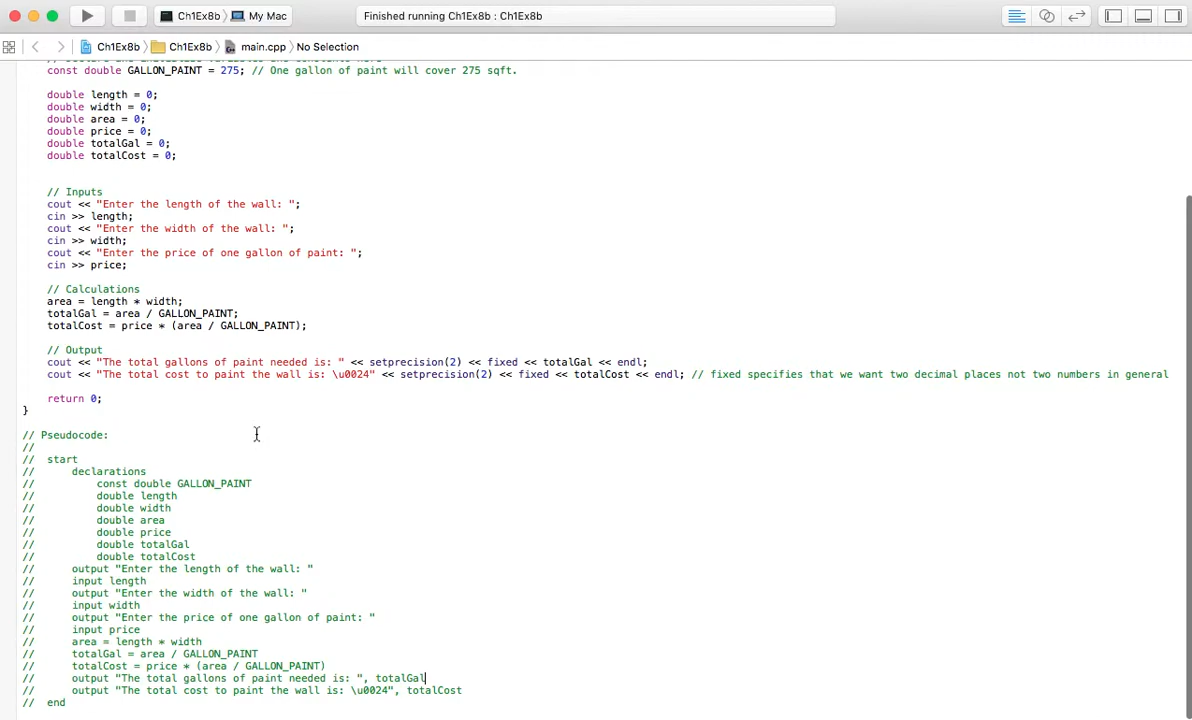 Ch1Ex8b My Mac
Finished running Ch1Ex8b : Ch1Ex8b
Ch1Ex8b Ch1Ex8b main.cpp No Selection
const double GALLON_PAINT = 275; // One gallon of paint will cover 275 sqft.
double length = 0;
double width = 0;
double area = 0;
double price = 0;
double totalGal = 0;
double totalCost = 0;
// Inputs
cout << "Enter the length of the wall: ";
cin >> length;
cout << "Enter the width of the wall: ";
cin >> width;
cout << "Enter the price of one gallon of paint: ";
cin >> price;
// Calculations
area = length * width;
totalGal = area / GALLON_PAINT;
totalCost = price * (area / GALLON_PAINT);
// Output
cout << "The total gallons of paint needed is: " << setprecision(2) << fixed << totalGal << endl;
cout << "The total cost to paint the wall is: \u0024" << setprecision(2) << fixed << totalCost << endl; // fixed specifies that we want two decimal places not two numbers in general
return 0;
}
// Pseudocode:
//
// start
// declarations
// const double GALLON_PAINT
// double length
// double width
// double area
// double price
// double totalGal
// double totalCost
// output "Enter the length of the wall: "
// input length
// output "Enter the width of the wall: "
// input width
// output "Enter the price of one gallon of paint: "
// input price
// area = length * width
// totalGal = area / GALLON_PAINT
// totalCost = price * (area / GALLON_PAINT)
// output "The total gallons of paint needed is: ", totalGal
// output "The total cost to paint the wall is: \u0024", totalCost
// end